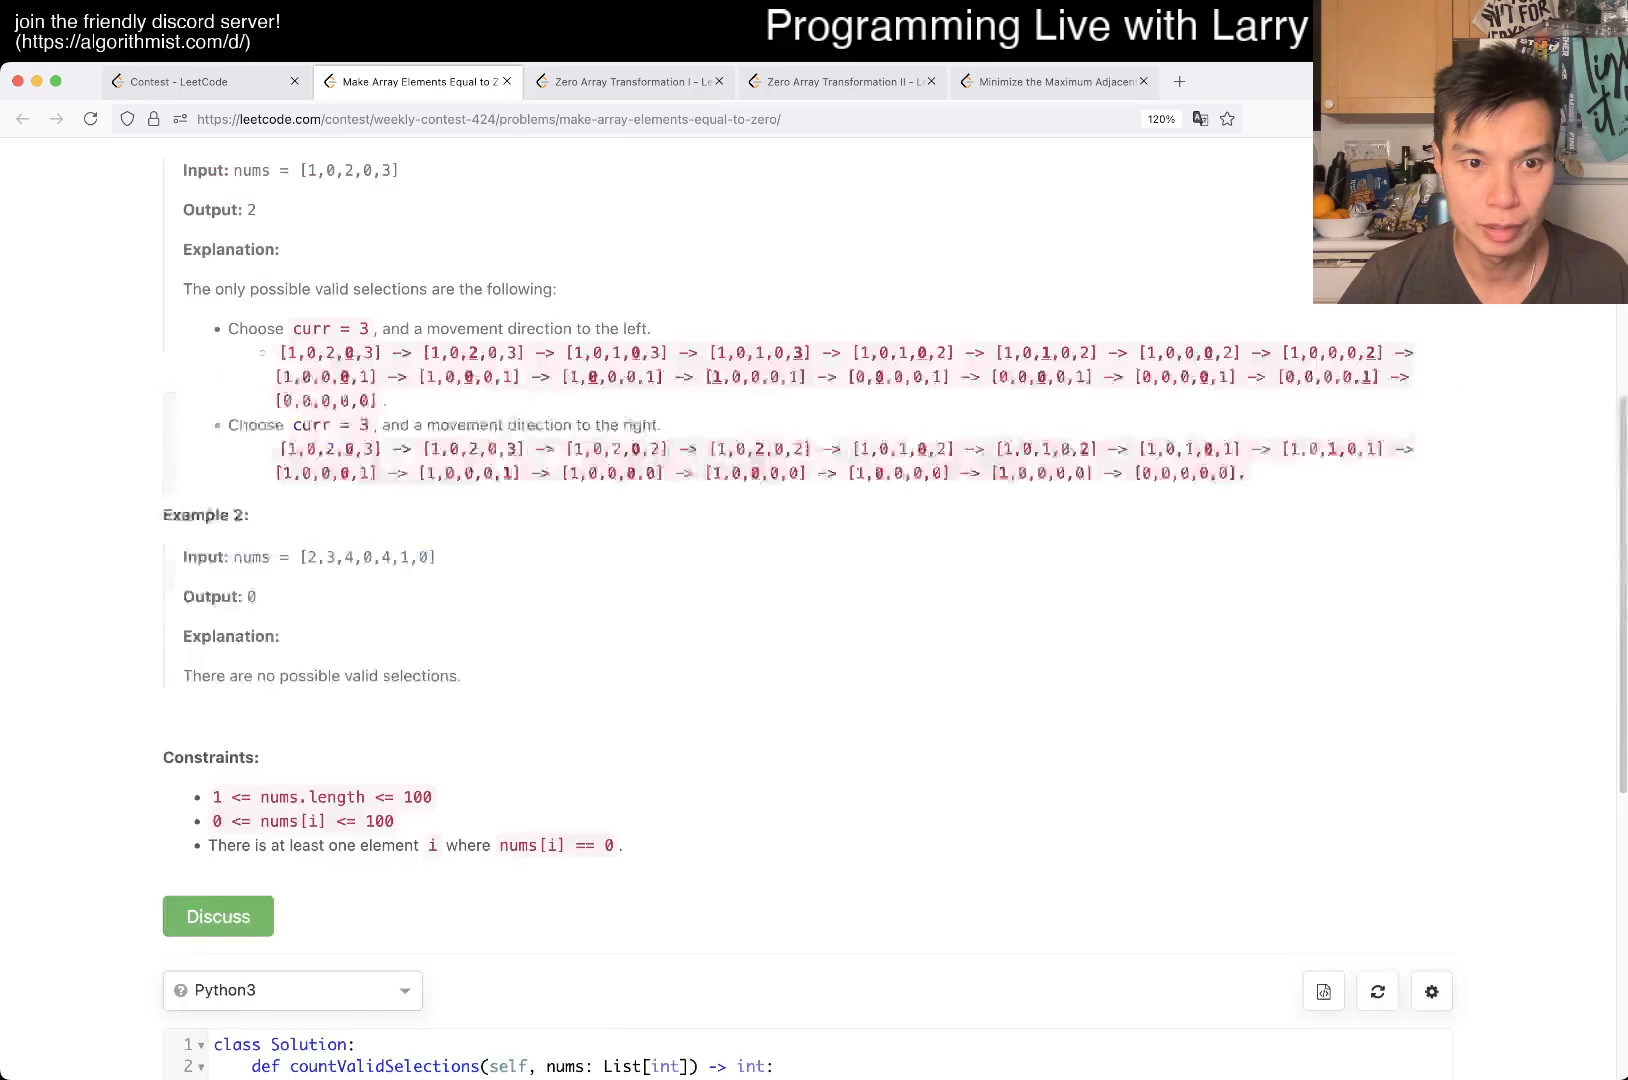 join the friendly discord server!
(https://algorithmist.com/d/)
Programming Live with Larry
Contest - LeetCode
Make Array Elements Equal to Z
Zero Array Transformation I - Le
Zero Array Transformation II - L
Minimize the Maximum Adjacen
https://leetcode.com/contest/weekly-contest-424/problems/make-array-elements-equal-to-zero/
120%
Input: nums = [1,0,2,0,3]
Output: 2
Explanation:
The only possible valid selections are the following:
• Choose curr = 3, and a movement direction to the left.
[1,0,2,0,3] -> [1,0,2,0,3] -> [1,0,1,0,3] -> [1,0,1,0,3] -> [1,0,1,0,2] -> [1,0,1,0,2] -> [1,0,0,0,2] -> [1,0,0,0,2] ->
[1,0,0,0,1] -> [1,0,0,0,1] -> [1,0,0,0,1] -> [1,0,0,0,1] -> [0,0,0,0,1] -> [0,0,0,0,1] -> [0,0,0,0,1] -> [0,0,0,0,1] ->
[0,0,0,0,0].
• Choose curr = 3, and a movement direction to the right.
[1,0,2,0,3] -> [1,0,2,0,3] -> [1,0,2,0,2] -> [1,0,2,0,2] -> [1,0,1,0,2] -> [1,0,1,0,2] -> [1,0,1,0,1] -> [1,0,1,0,1] ->
[1,0,0,0,1] -> [1,0,0,0,1] -> [1,0,0,0,0] -> [1,0,0,0,0] -> [1,0,0,0,0] -> [1,0,0,0,0] -> [0,0,0,0,0].
Example 2:
Input: nums = [2,3,4,0,4,1,0]
Output: 0
Explanation:
There are no possible valid selections.
Constraints:
• 1 <= nums.length <= 100
• 0 <= nums[i] <= 100
• There is at least one element i where nums[i] == 0.
Discuss
Python3
1 class Solution:
2 def countValidSelections(self, nums: List[int]) -> int: